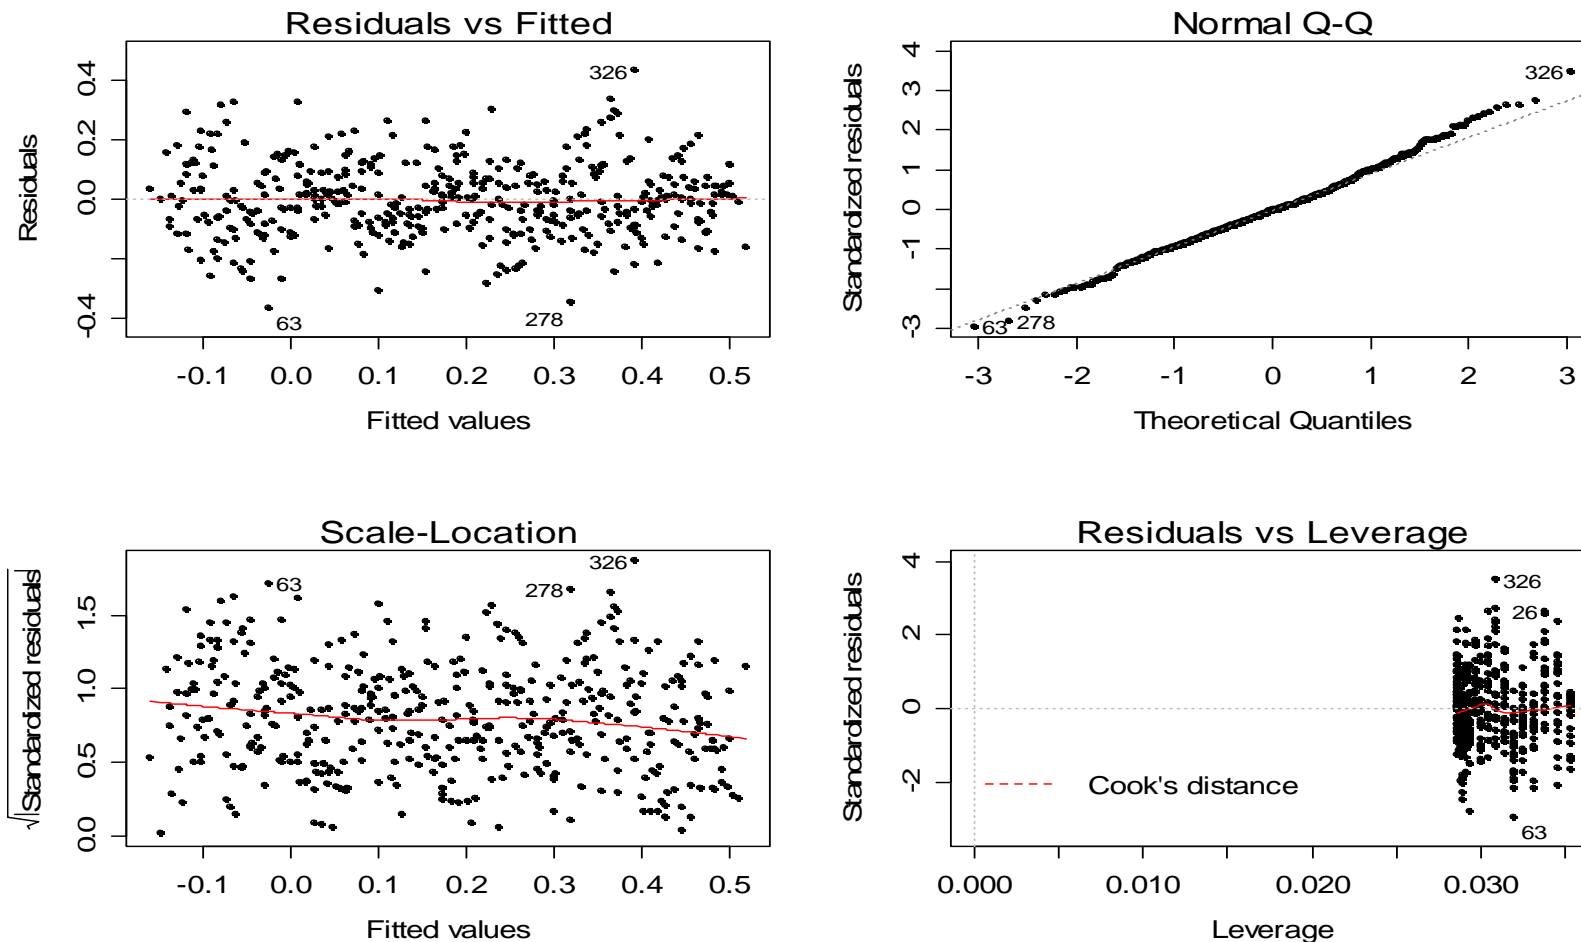 Residuals vs Fitted
Residuals
0.4
0.2
0.0
-0.4
326
63
278
-0.1 0.0 0.1 0.2 0.3 0.4 0.5
Fitted values
Normal Q-Q
Standardized residuals
4
3
2
1
0
-1
-3
326
63
278
-3 -2 -1 0 1 2 3
Theoretical Quantiles
Scale-Location
√|Standardized residuals|
1.5
1.0
0.5
0.0
63
278
326
-0.1 0.0 0.1 0.2 0.3 0.4 0.5
Fitted values
Residuals vs Leverage
Standardized residuals
4
2
0
-2
326
26
63
Cook's distance
0.000 0.010 0.020 0.030
Leverage